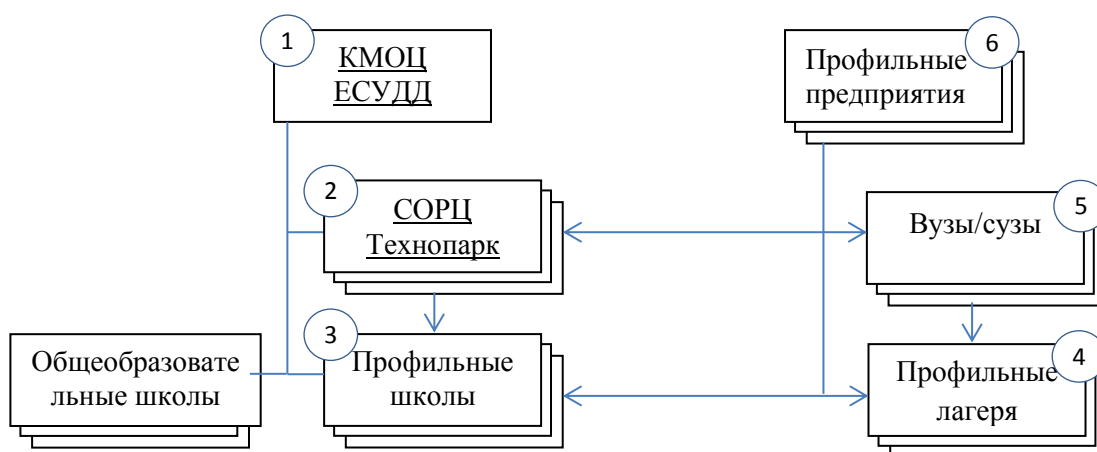 1
КМОЦ
ЕСУДД
6
Профильные
предприятия
2
СОРЦ
Технопарк
5
Вузы/сузы
3
Профильные
школы
Общеобразовате
льные школы
4
Профильные
лагеря